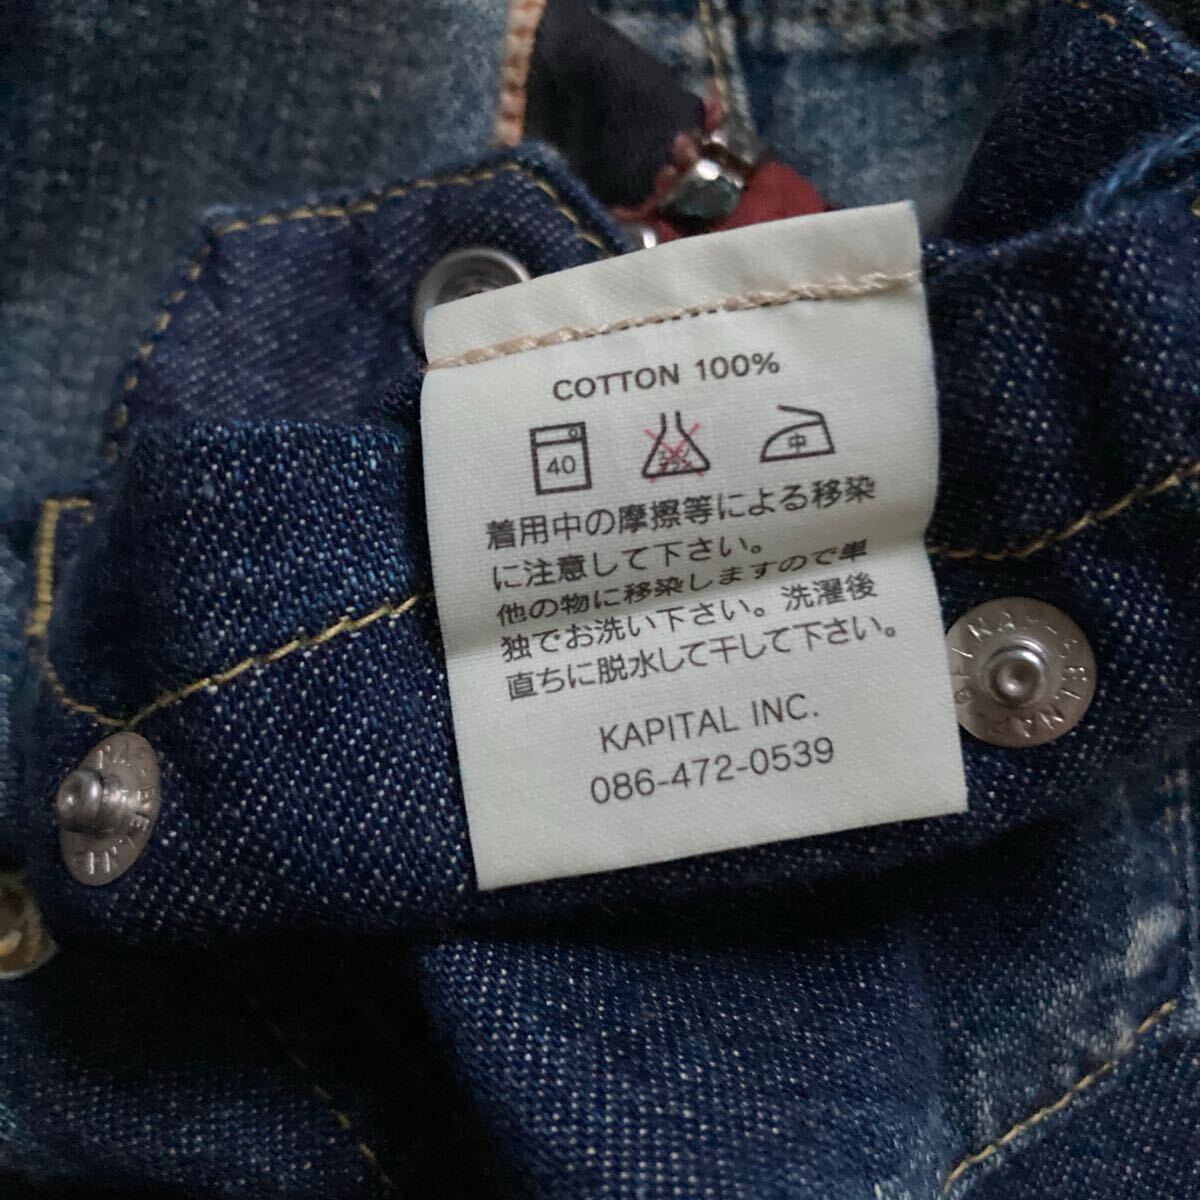 COTTON 100%
40 中
着用中の摩擦等による移染
に注意して下さい。
他の物に移染しますので単
独でお洗い下さい。洗濯後
直ちに脱水して干して下さい。
KAPITAL INC.
086-472-0539